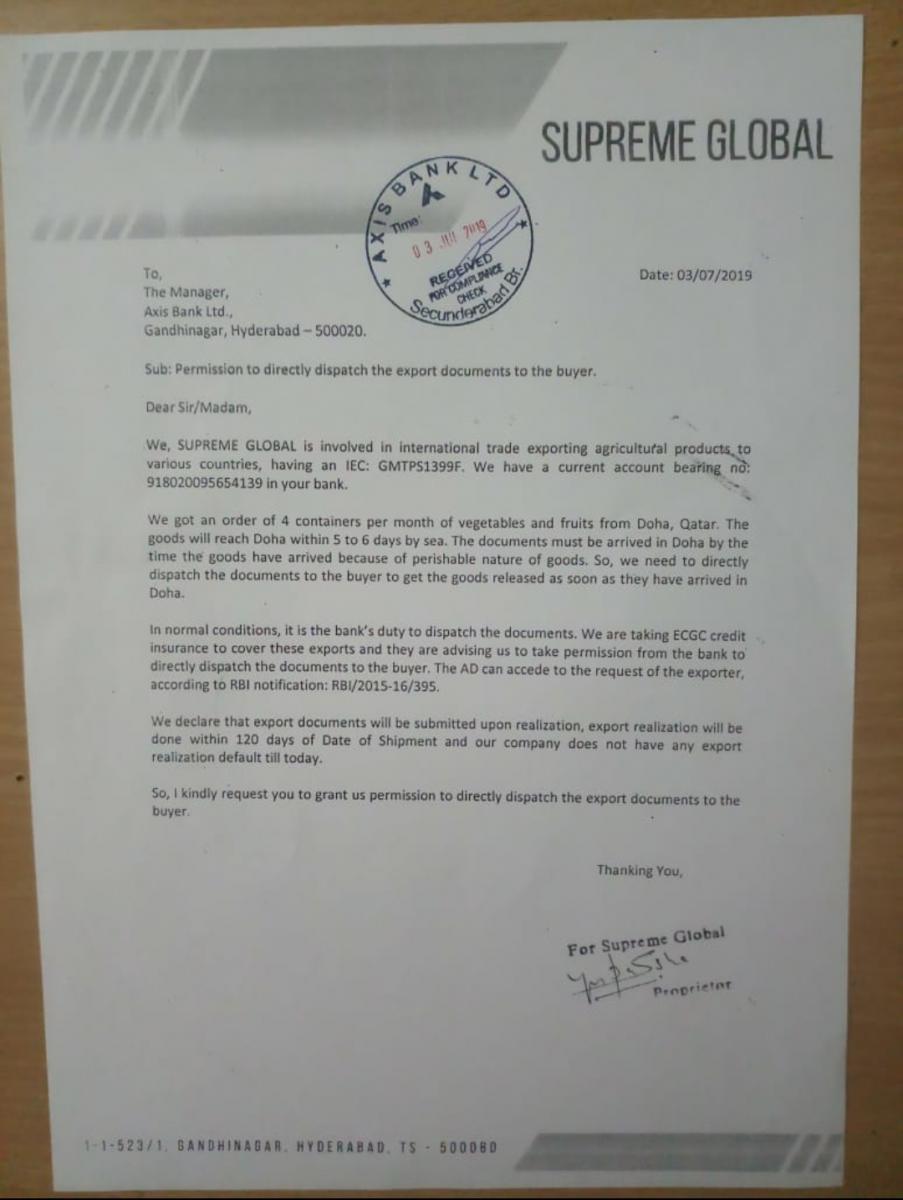 SUPREME GLOBAL
AXIS BANK LTD
Time:
03 JUL 2019
RECEIVED
FOR COMPLIANCE
CHECK
Secunderabad Br.
To,
Date: 03/07/2019
The Manager,
Axis Bank Ltd.,
Gandhinagar, Hyderabad – 500020.
Sub: Permission to directly dispatch the export documents to the buyer.
Dear Sir/Madam,
We, SUPREME GLOBAL is involved in international trade exporting agricultural products to
various countries, having an IEC: GMTPS1399F. We have a current account bearing no:
918020095654139 in your bank.
We got an order of 4 containers per month of vegetables and fruits from Doha, Qatar. The
goods will reach Doha within 5 to 6 days by sea. The documents must be arrived in Doha by the
time the goods have arrived because of perishable nature of goods. So, we need to directly
dispatch the documents to the buyer to get the goods released as soon as they have arrived in
Doha.
In normal conditions, it is the bank's duty to dispatch the documents. We are taking ECGC credit
insurance to cover these exports and they are advising us to take permission from the bank to
directly dispatch the documents to the buyer. The AD can accede to the request of the exporter,
according to RBI notification: RBI/2015-16/395.
We declare that export documents will be submitted upon realization, export realization will be
done within 120 days of Date of Shipment and our company does not have any export
realization default till today.
So, I kindly request you to grant us permission to directly dispatch the export documents to the
buyer.
Thanking You,
For Supreme Global
Proprietor
1-1-523/1, GANDHINAGAR, HYDERABAD, TS - 500080